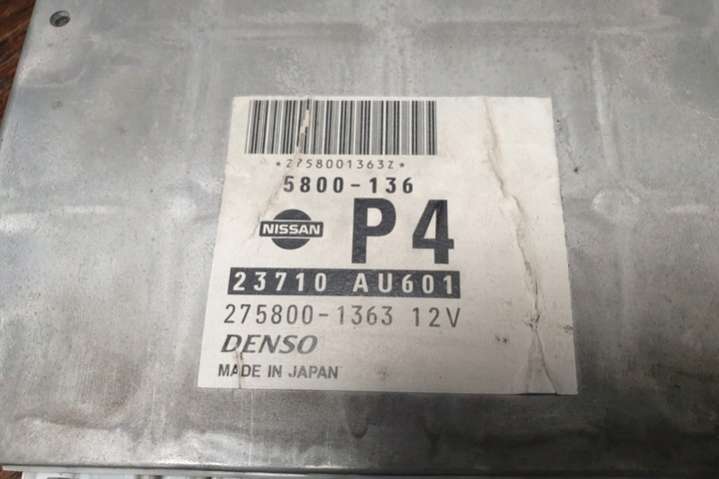 *2758001363Z*
5800-136
NISSAN
P4
23710 AU601
275800-1363 12V
DENSO
MADE IN JAPAN